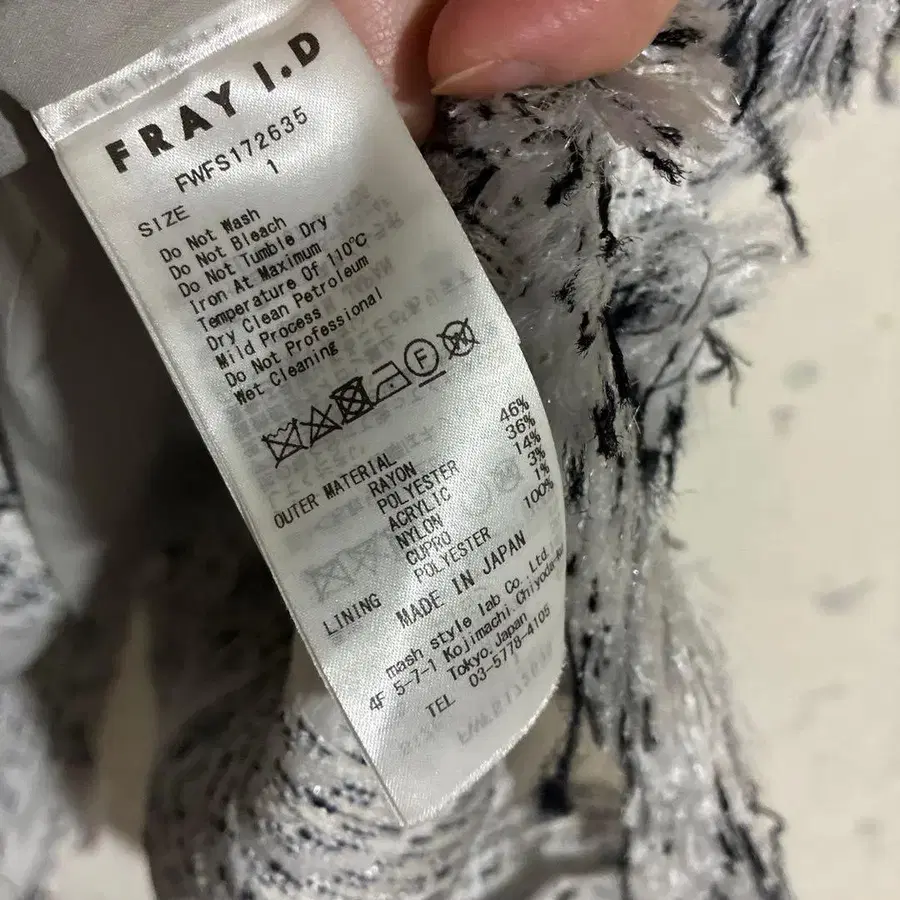 FRAY I.D
FWFS172635
SIZE 1
Do Not Wash
Do Not Bleach
Do Not Tumble Dry
Iron At Maximum
Temperature Of 110℃
Dry Clean Petroleum
Mild Process
Do Not Professional
Wet Cleaning
F
W
OUTER MATERIAL
RAYON 46%
POLYESTER 36%
ACRYLIC 14%
NYLON 3%
CUPRO 1%
LINING POLYESTER 100%
MADE IN JAPAN
mash style lab Co. Ltd.
4F 5-7-1 Kojimachi Chiyoda-ku
Tokyo. Japan
TEL 03-5778-4105